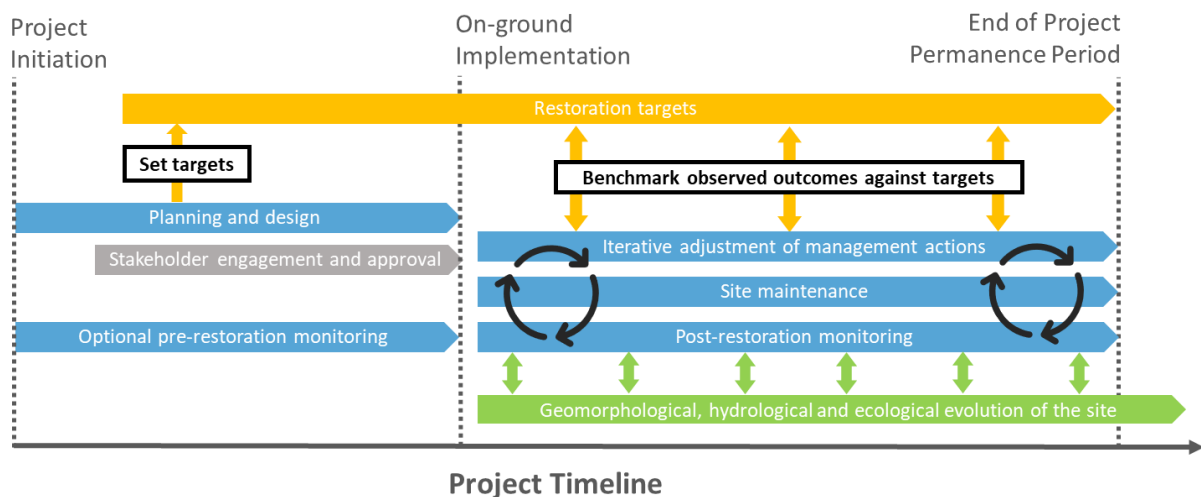 Project
Initiation
On-ground
Implementation
End of Project
Permanence Period
Restoration targets
Set targets
Benchmark observed outcomes against targets
Planning and design
Stakeholder engagement and approval
Iterative adjustment of management actions
Site maintenance
Optional pre-restoration monitoring
Post-restoration monitoring
Geomorphological, hydrological and ecological evolution of the site
Project Timeline